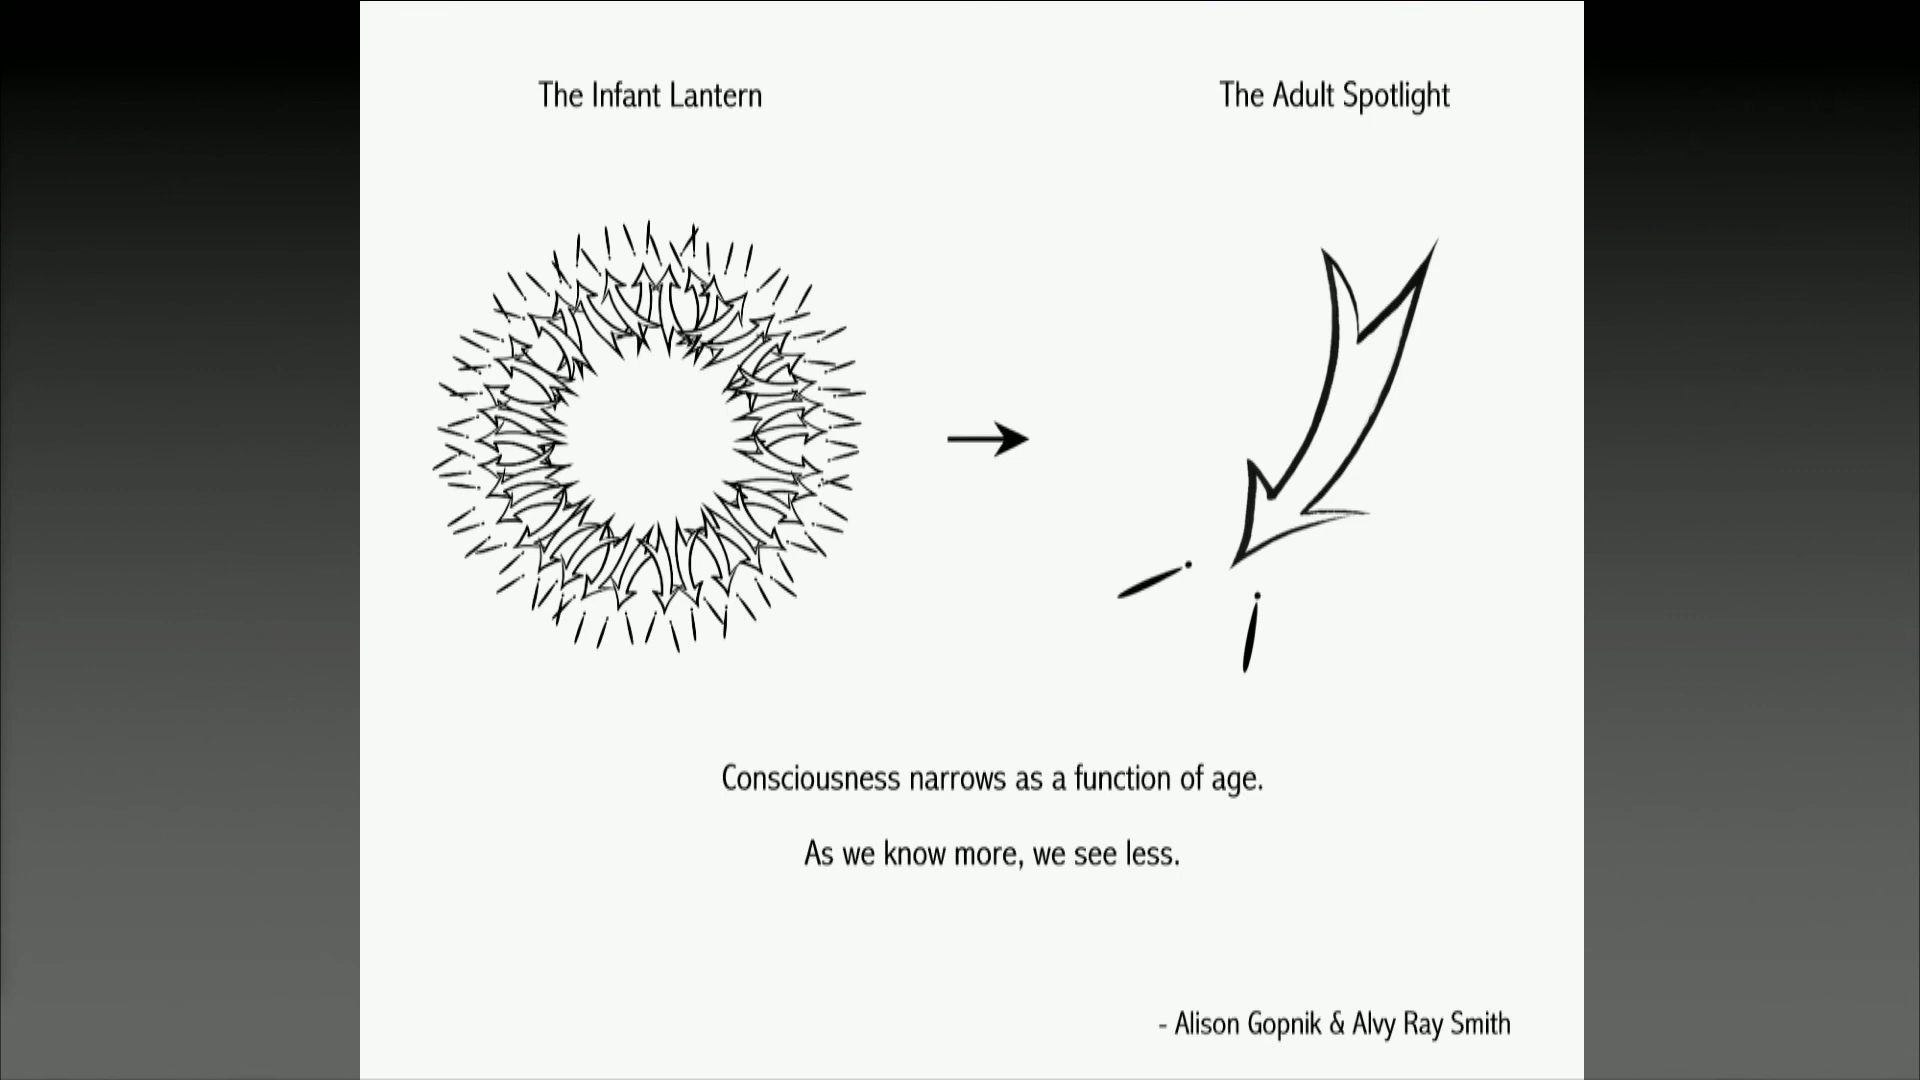 The Infant Lantern
The Adult Spotlight
Consciousness narrows as a function of age.
As we know more, we see less.
- Alison Gopnik & Alvy Ray Smith